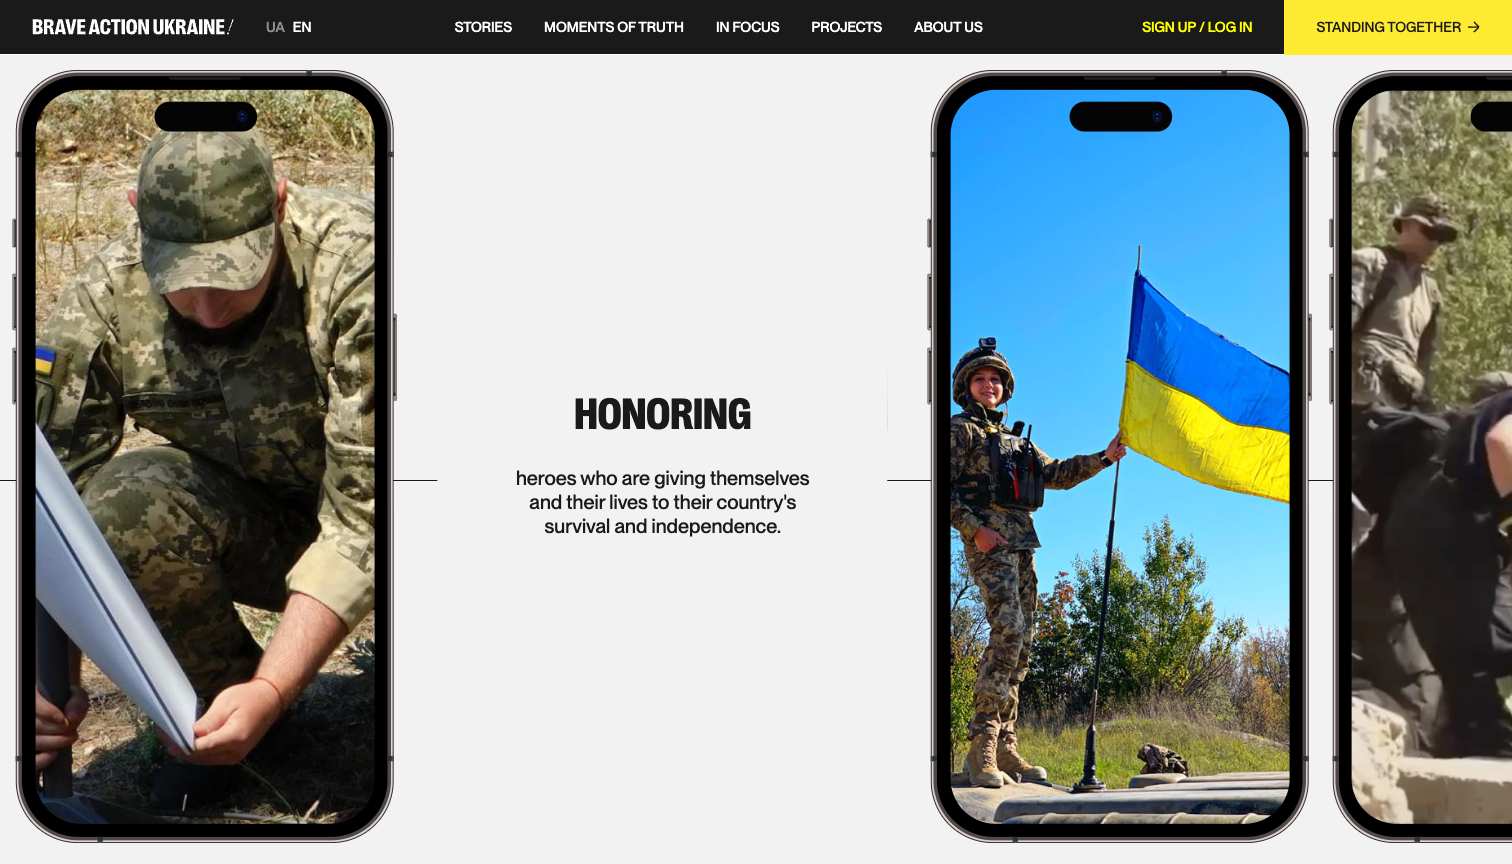 BRAVE ACTION UKRAINE/
UA EN
STORIES
MOMENTS OF TRUTH
IN FOCUS
PROJECTS
ABOUT US
SIGN UP / LOG IN
STANDING TOGETHER →
HONORING
heroes who are giving themselves
and their lives to their country's
survival and independence.